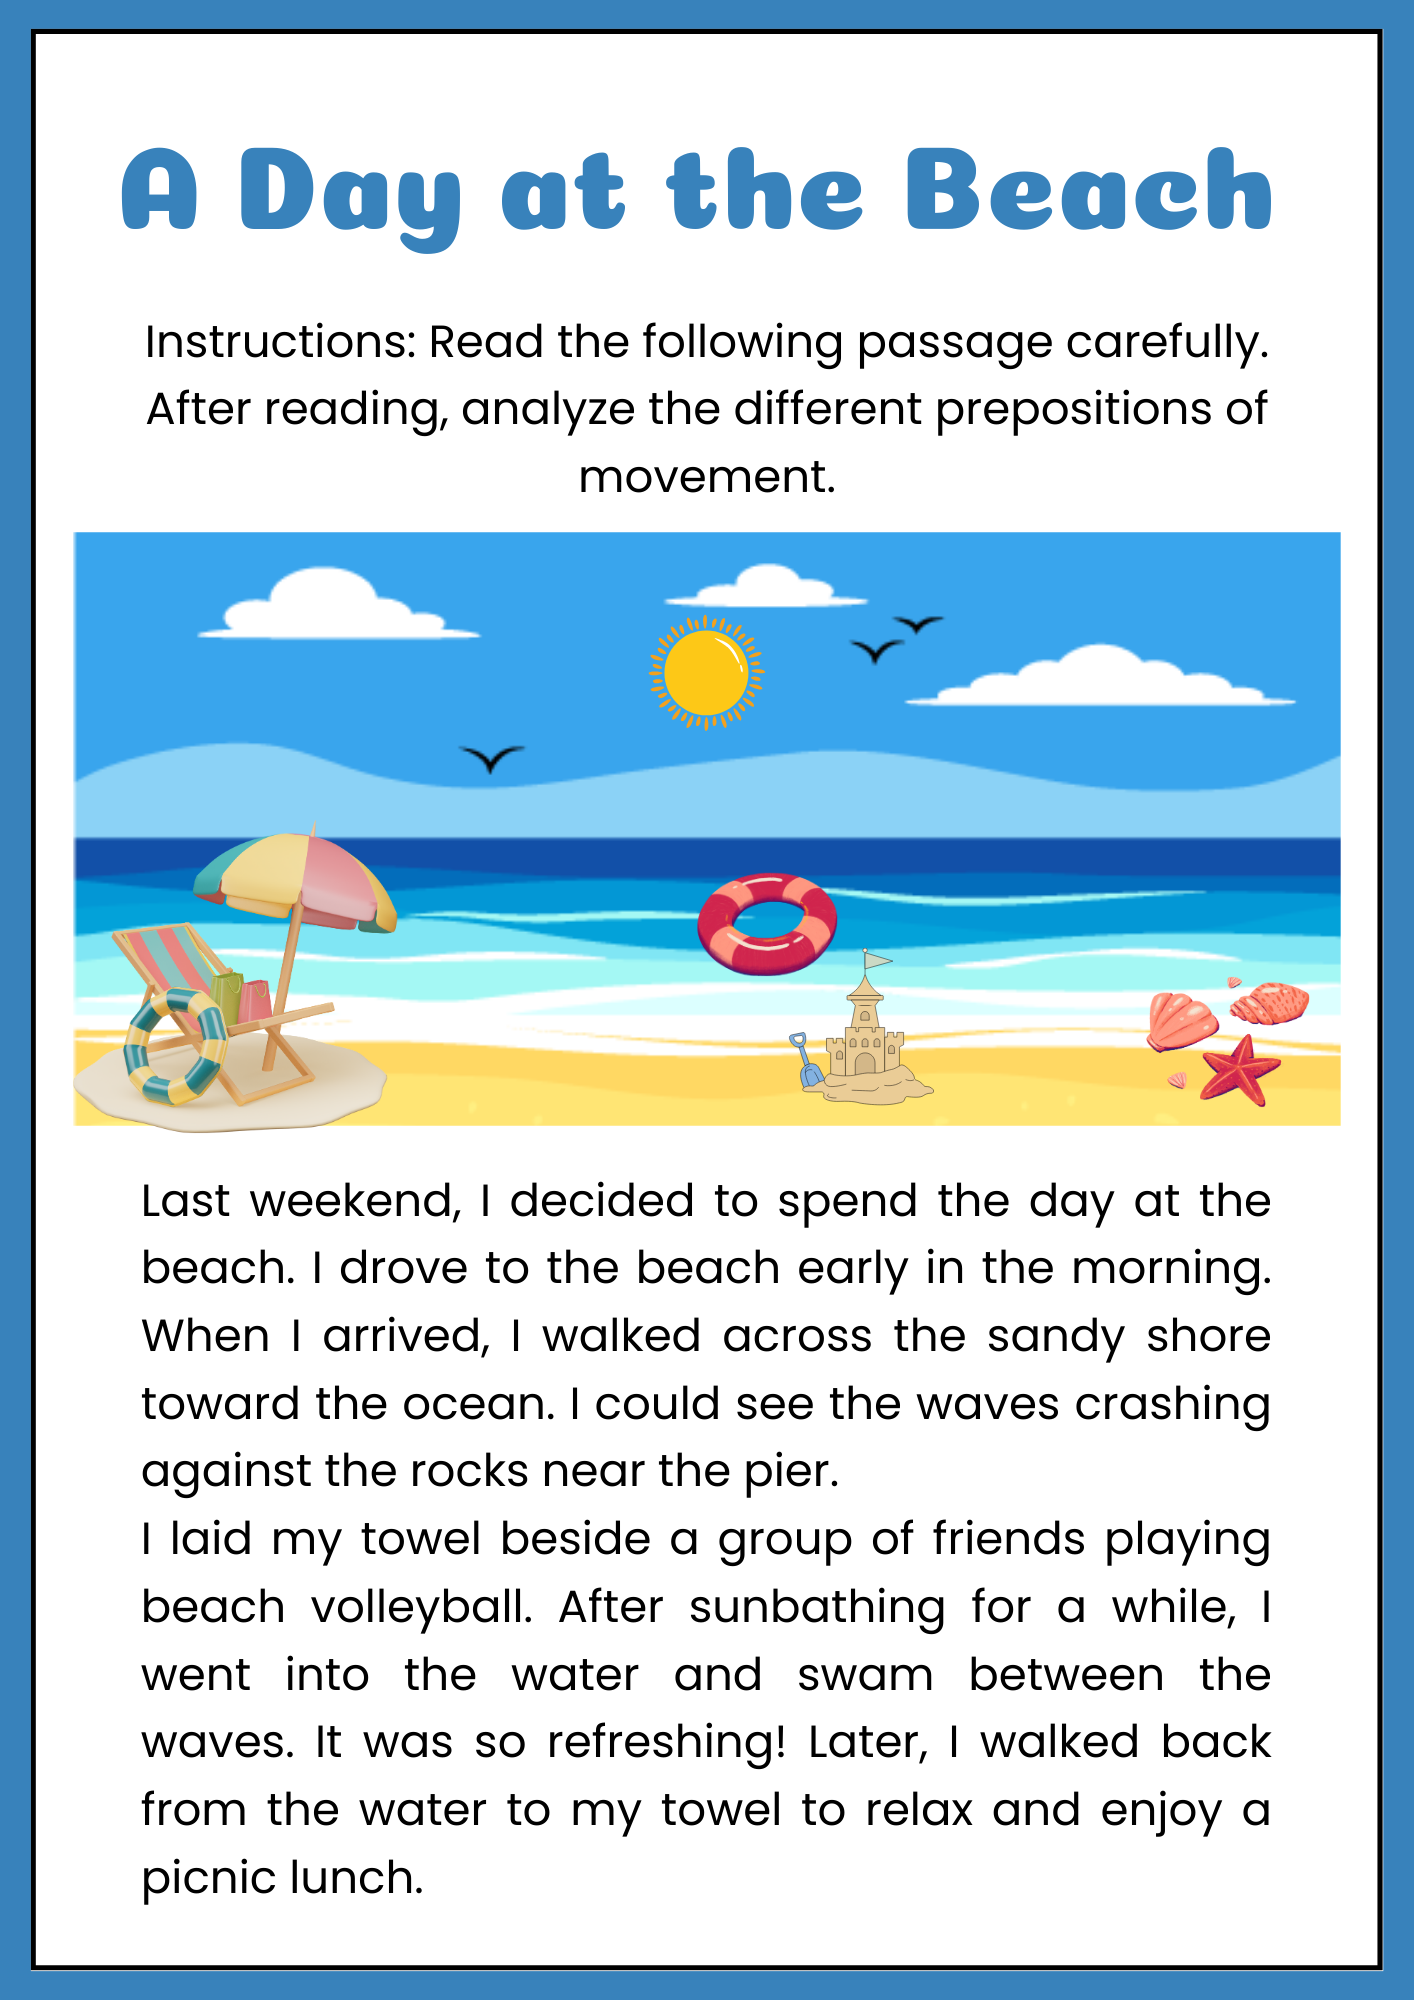 A Day at the Beach
Instructions: Read the following passage carefully.
After reading, analyze the different prepositions of
movement.
Last weekend, I decided to spend the day at the
beach. I drove to the beach early in the morning.
When I arrived, I walked across the sandy shore
toward the ocean. I could see the waves crashing
against the rocks near the pier.
I laid my towel beside a group of friends playing
beach volleyball. After sunbathing for a while, I
went into the water and swam between the
waves. It was so refreshing! Later, I walked back
from the water to my towel to relax and enjoy a
picnic lunch.